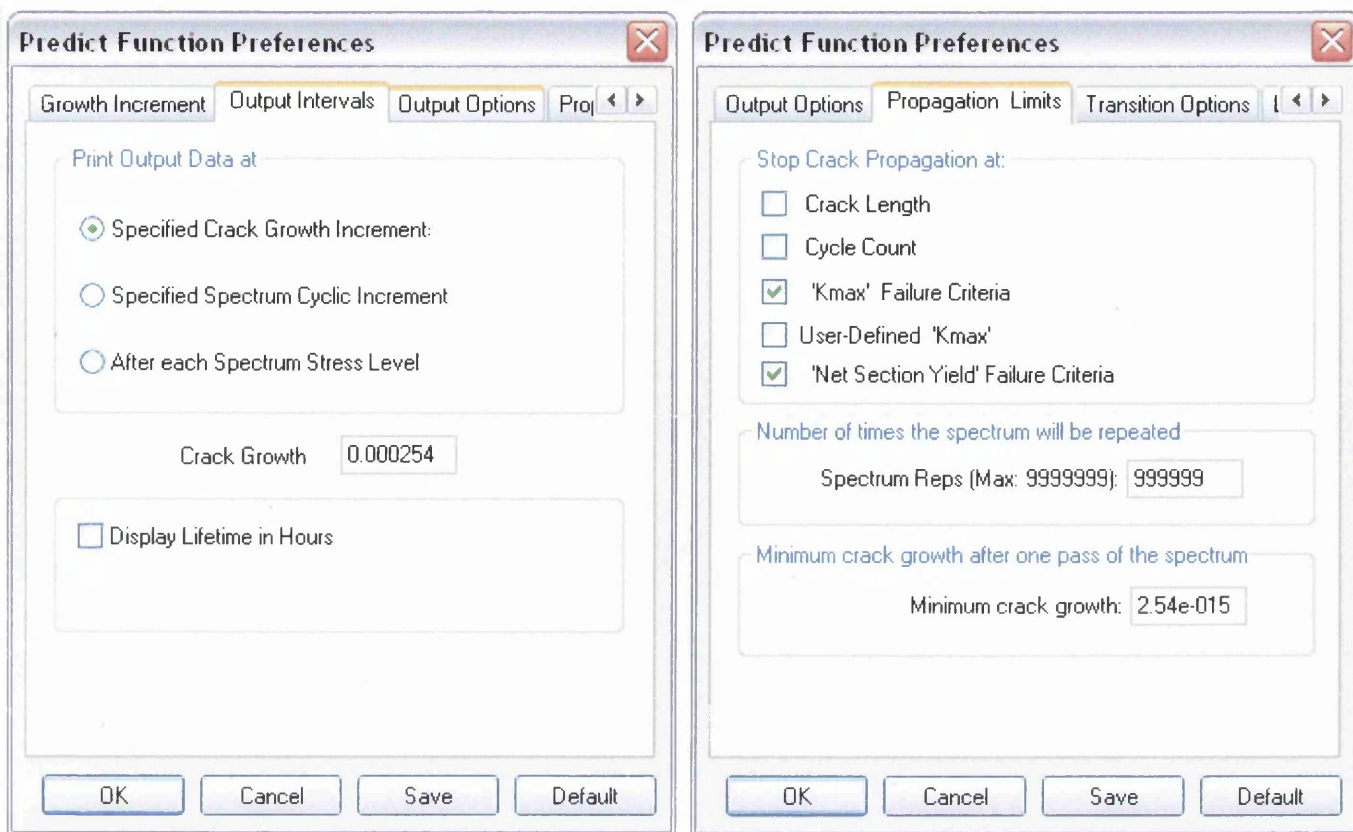 Predict Function Preferences
Growth Increment
Output Intervals
Output Options
Print Output Data at
Specified Crack Growth Increment:
Specified Spectrum Cyclic Increment
After each Spectrum Stress Level
Crack Growth 0.000254
Display Lifetime in Hours
OK Cancel Save Default
Predict Function Preferences
Output Options Propagation Limits Transition Options
Stop Crack Propagation at:
Crack Length
Cycle Count
'Kmax' Failure Criteria
User-Defined 'Kmax'
'Net Section Yield' Failure Criteria
Number of times the spectrum will be repeated
Spectrum Reps (Max: 9999999): 999999
Minimum crack growth after one pass of the spectrum
Minimum crack growth: 2.54e-015
OK Cancel Save Default